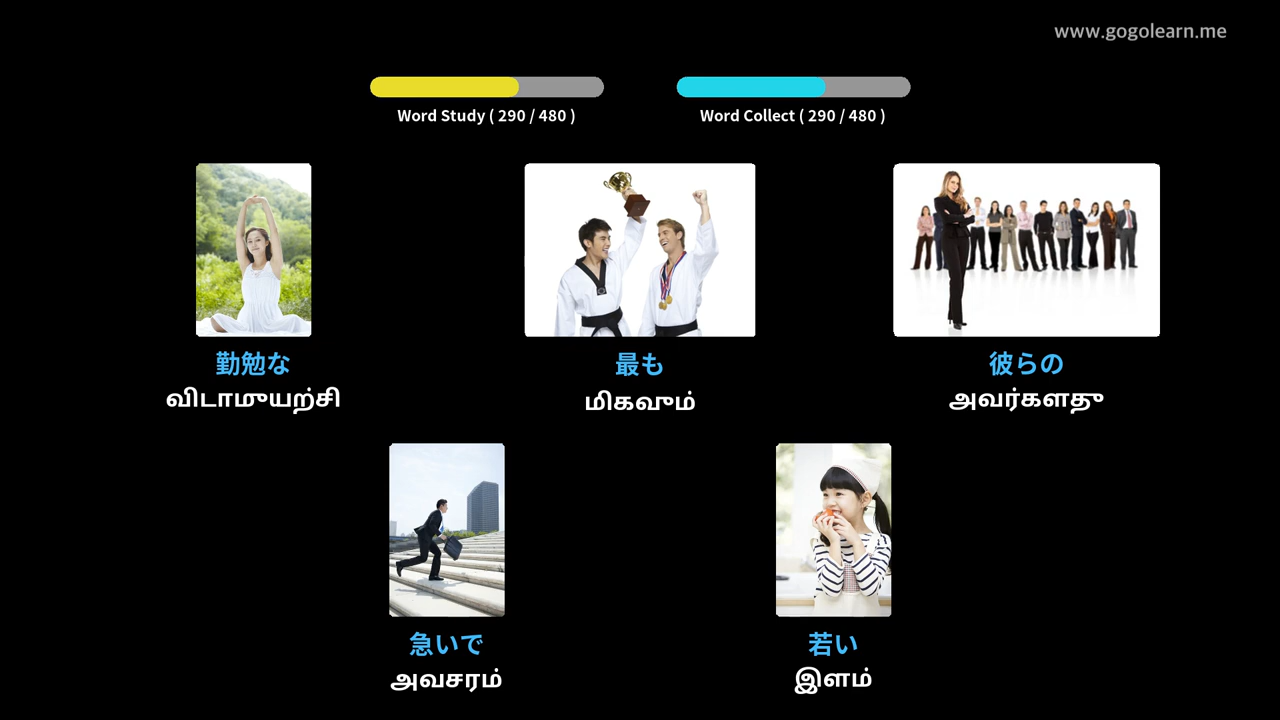 www.gogolearn.me
Word Study ( 290 / 480 )
Word Collect ( 290 / 480 )
勤勉な
விடாமுயற்சி
最も
மிகவும்
彼らの
அவர்களது
急いで
அவசரம்
若い
இளம்